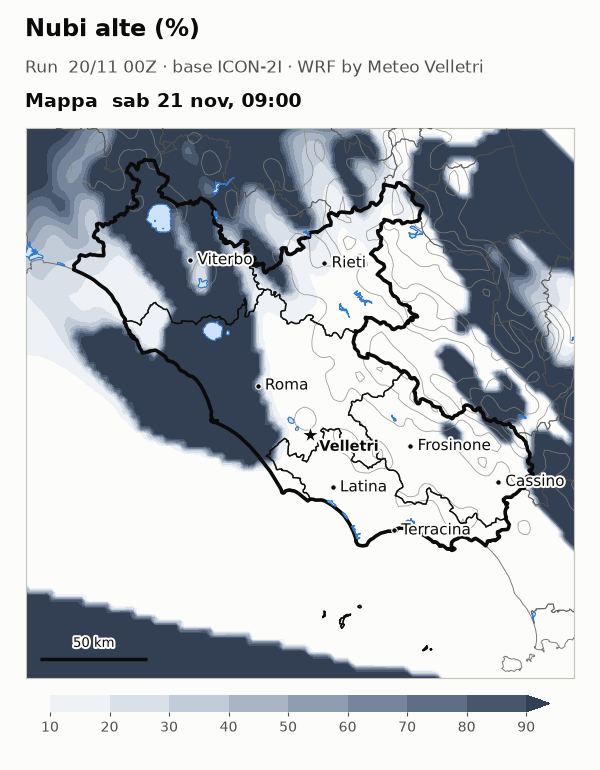 Nubi alte (%)
Run  20/11 00Z · base ICON-2I · WRF by Meteo Velletri
Mappa  sab 21 nov, 09:00
Viterbo
Rieti
Roma
Velletri
Frosinone
Latina
Cassino
Terracina
50 km
10 20 30 40 50 60 70 80 90